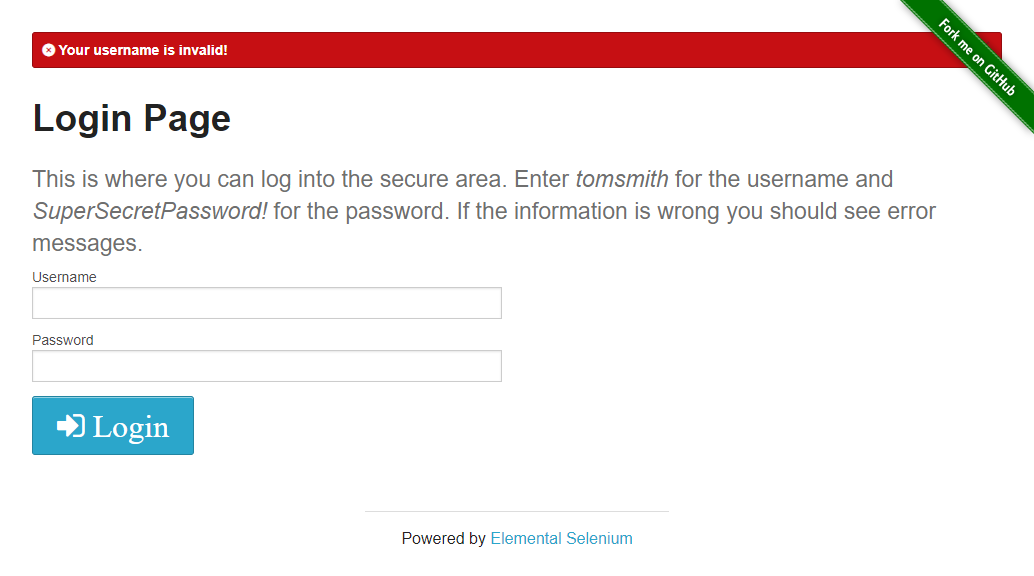 Your username is invalid!
Fork me on GitHub
Login Page
This is where you can log into the secure area. Enter tomsmith for the username and
SuperSecretPassword! for the password. If the information is wrong you should see error
messages.
Username
Password
Login
Powered by Elemental Selenium